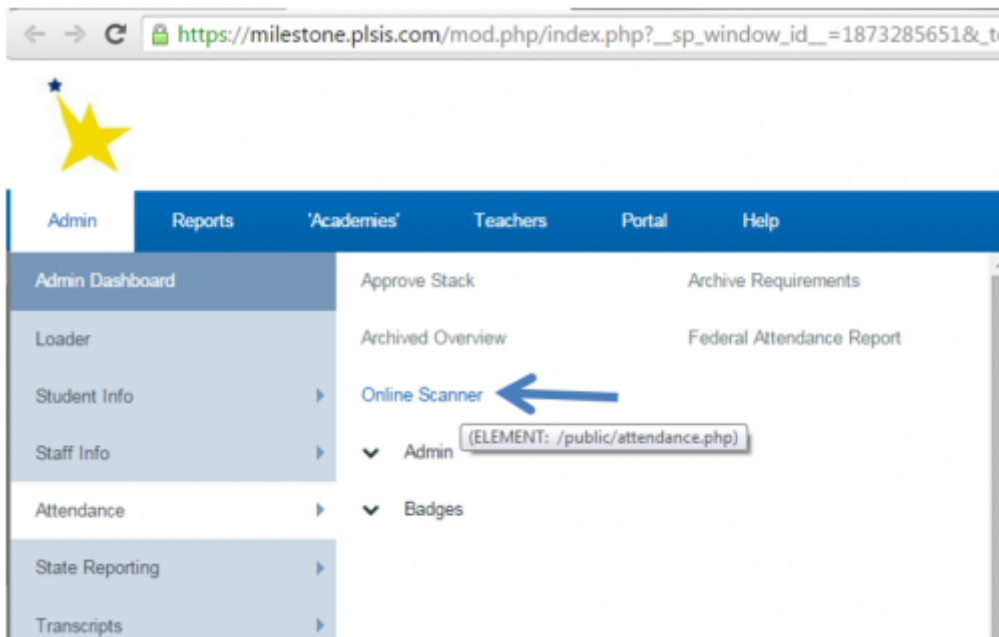 https://milestone.plsis.com/mod.php/index.php?__sp_window_id__=1873285651&_t
Admin Reports 'Academies' Teachers Portal Help
Admin Dashboard Approve Stack Archive Requirements
Loader Archived Overview Federal Attendance Report
Student Info Online Scanner
(ELEMENT: /public/attendance.php)
Staff Info Admin
Attendance Badges
State Reporting
Transcripts